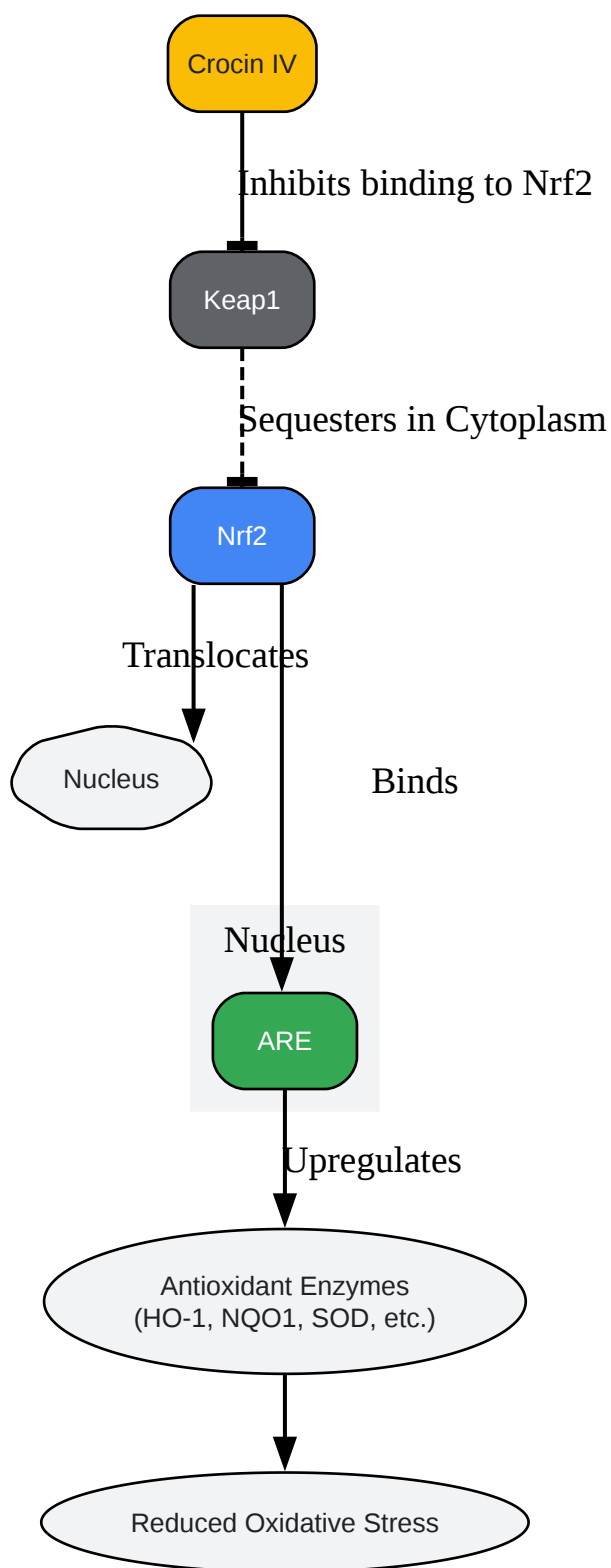 Crocin IV
Inhibits binding to Nrf2
Keap1
Sequesters in Cytoplasm
Nrf2
Translocates
Nucleus
Binds
Nucleus
ARE
Upregulates
Antioxidant Enzymes
(HO-1, NQO1, SOD, etc.)
Reduced Oxidative Stress